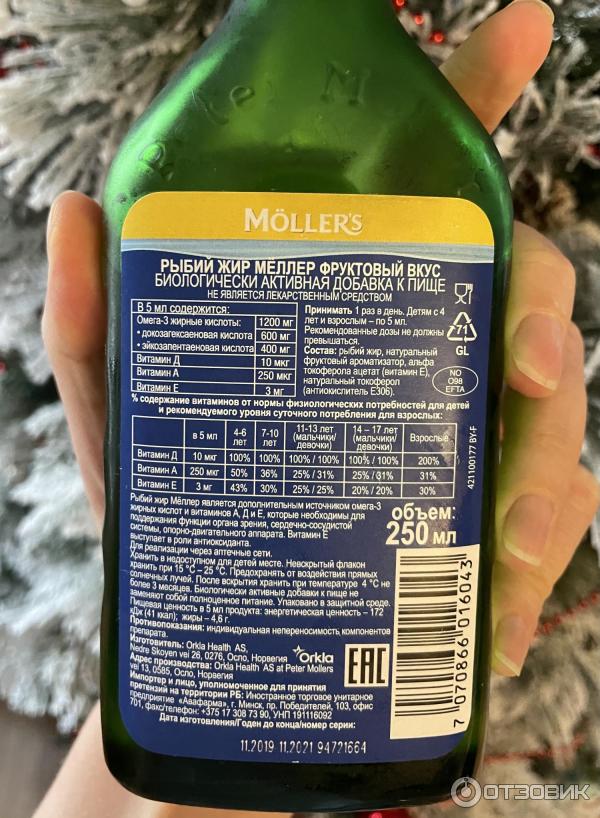 MÖLLER'S
РЫБИЙ ЖИР МЁЛЛЕР ФРУКТОВЫЙ ВКУС
БИОЛОГИЧЕСКИ АКТИВНАЯ ДОБАВКА К ПИЩЕ
НЕ ЯВЛЯЕТСЯ ЛЕКАРСТВЕННЫМ СРЕДСТВОМ
В 5 мл содержится:
Омега-3 жирные кислоты: 1200 мг
• докозагексаеновая кислота 600 мг
• эйкозапентаеновая кислота 400 мг
Витамин Д 10 мкг
Витамин А 250 мкг
Витамин Е 3 мг
Принимать 1 раз в день. Детям с 4
лет и взрослым – по 5 мл.
Рекомендованные дозы не должны
превышаться.
Состав: рыбий жир, натуральный
фруктовый ароматизатор, альфа
токоферола ацетат (витамин Е),
натуральный токоферол
(антиокислитель Е306).
71
GL
NO
O98
EFTA
% содержание витаминов от нормы физиологических потребностей для детей
и рекомендуемого уровня суточного потребления для взрослых:
в 5 мл 4-6 лет 7-10 лет 11-13 лет (мальчики/девочки) 14 – 17 лет (мальчики/девочки) Взрослые
Витамин Д 10 мкг 100% 100% 100% / 100% 100% / 100% 200%
Витамин А 250 мкг 50% 36% 25% / 31% 25% / 31% 31%
Витамин Е 3 мг 43% 30% 25% / 25% 20% / 20% 30%
421100177 BY-F
Рыбий жир Мёллер является дополнительным источником омега-3
жирных кислот и витаминов А, Д и Е, которые необходимы для
поддержания функции органа зрения, сердечно-сосудистой
системы, опорно-двигательного аппарата. Витамин Е
выступает в роли антиоксиданта.
Для реализации через аптечные сети.
Хранить в недоступном для детей месте. Невскрытый флакон
хранить при 15 °С – 25 °С. Предохранять от воздействия прямых
солнечных лучей. После вскрытия хранить при температуре 4 °С не
более 3 месяцев. Биологически активные добавки к пище не
заменяют собой полноценное питание. Упаковано в защитной среде.
Пищевая ценность в 5 мл продукта: энергетическая ценность – 172
кДж (41 ккал); жиры – 4,6 г.
Противопоказания: индивидуальная непереносимость компонентов
препарата.
Изготовитель: Orkla Health AS,
Nedre Skoyen vei 26, 0276, Осло, Норвегия
Адрес производства: Orkla Health AS at Peter Mollers
vei 13, 0585, Осло, Норвегия
Импортер и лицо, уполномоченное для принятия
претензий на территории РБ: Иностранное торговое унитарное
предприятие «Авафарма», г. Минск, пр. Победителей, 103, офис
701, факс/телефон: +375 17 308 73 90, УНП 191116092
Дата изготовления/Годен до конца/номер серии:
объем:
250 мл
Orkla
EAC
7 070866 016043
11.2019 11.2021 94721664
ОТЗОВИК